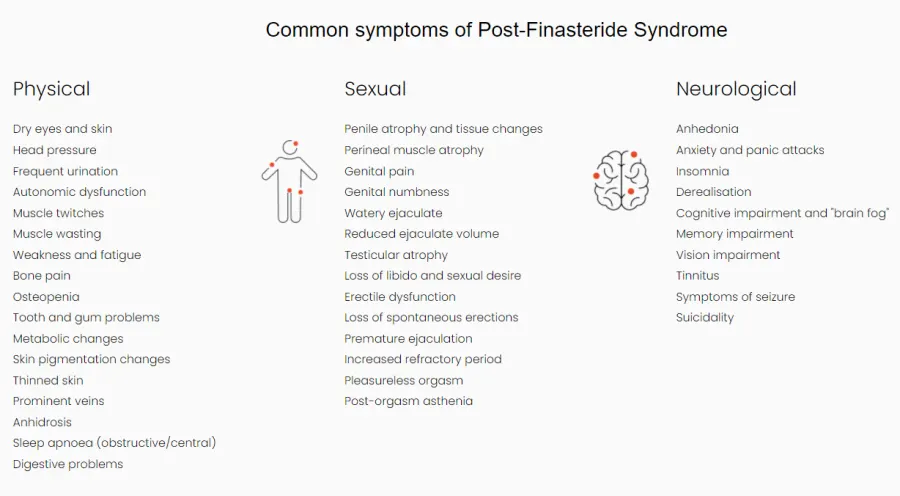 Common symptoms of Post-Finasteride Syndrome
Physical
Dry eyes and skin
Head pressure
Frequent urination
Autonomic dysfunction
Muscle twitches
Muscle wasting
Weakness and fatigue
Bone pain
Osteopenia
Tooth and gum problems
Metabolic changes
Skin pigmentation changes
Thinned skin
Prominent veins
Anhidrosis
Sleep apnoea (obstructive/central)
Digestive problems
Sexual
Penile atrophy and tissue changes
Perineal muscle atrophy
Genital pain
Genital numbness
Watery ejaculate
Reduced ejaculate volume
Testicular atrophy
Loss of libido and sexual desire
Erectile dysfunction
Loss of spontaneous erections
Premature ejaculation
Increased refractory period
Pleasureless orgasm
Post-orgasm asthenia
Neurological
Anhedonia
Anxiety and panic attacks
Insomnia
Derealisation
Cognitive impairment and "brain fog"
Memory impairment
Vision impairment
Tinnitus
Symptoms of seizure
Suicidality